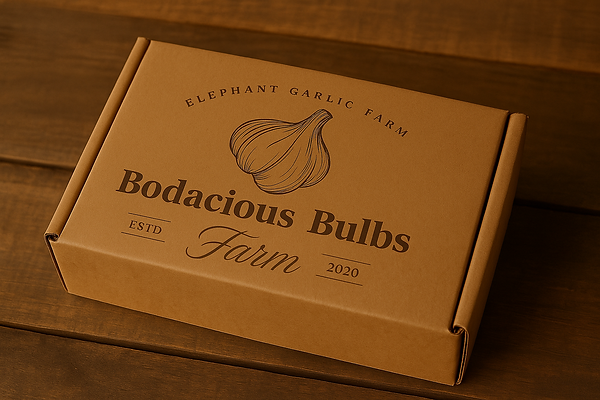 ELEPHANT GARLIC FARM
Bodacious Bulbs
ESTD
Farm
2020